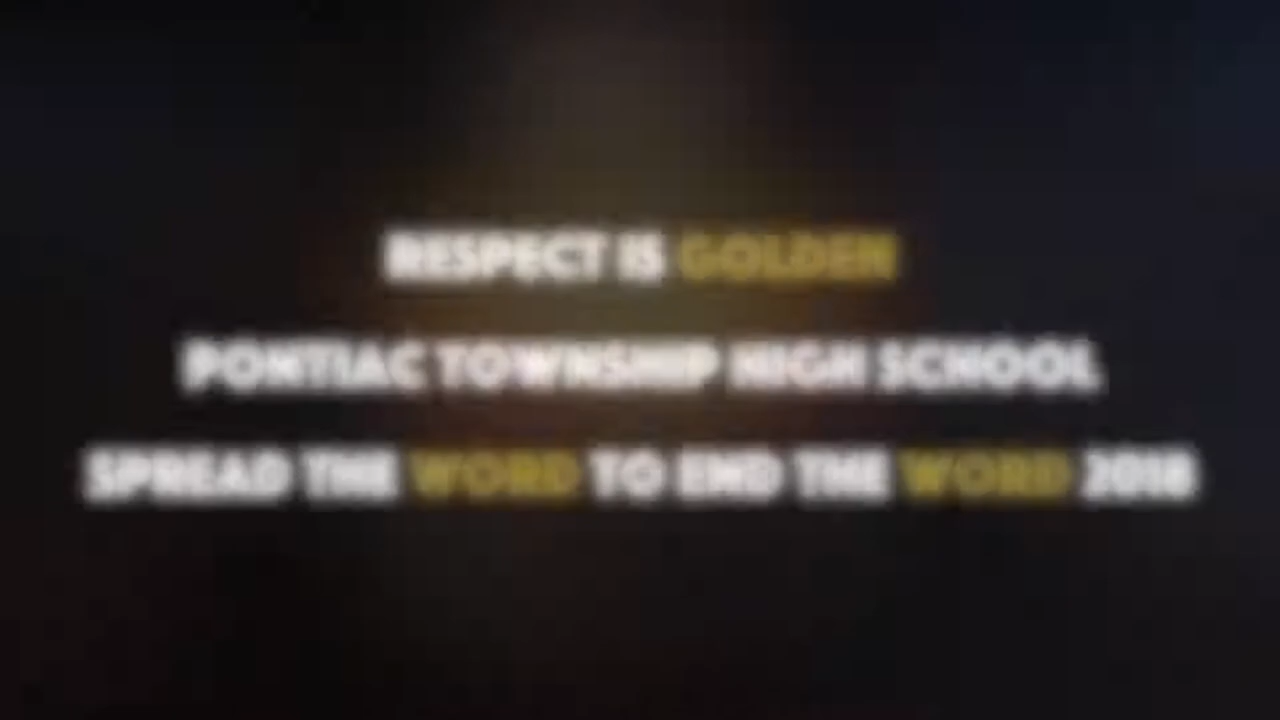 RESPECT IS GOLDEN
PONTIAC TOWNSHIP HIGH SCHOOL
SPREAD THE WORD TO END THE WORD 2018